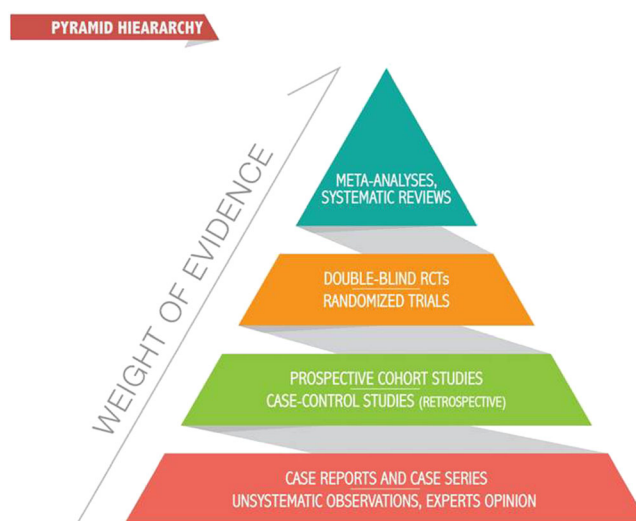 PYRAMID HIEARARCHY
WEIGHT OF EVIDENCE
META-ANALYSES,
SYSTEMATIC REVIEWS
DOUBLE-BLIND RCTs
RANDOMIZED TRIALS
PROSPECTIVE COHORT STUDIES
CASE-CONTROL STUDIES (RETROSPECTIVE)
CASE REPORTS AND CASE SERIES
UNSYSTEMATIC OBSERVATIONS, EXPERTS OPINION